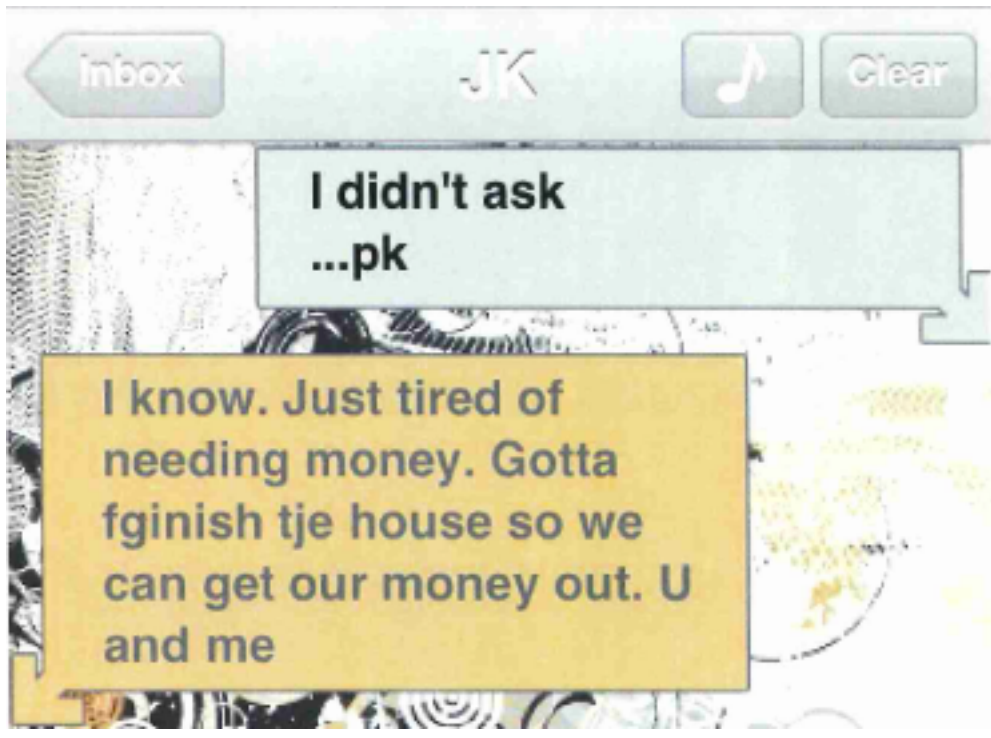 Inbox JK Clear
I didn't ask
...pk
I know. Just tired of
needing money. Gotta
fginish tje house so we
can get our money out. U
and me